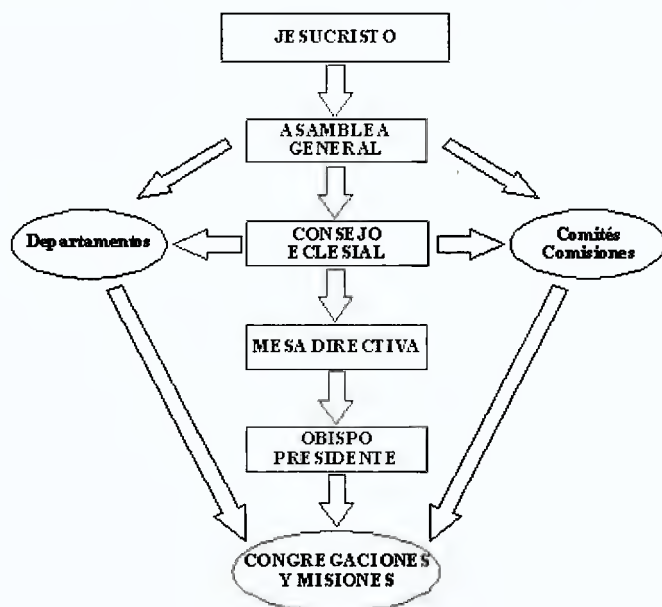 JESUCRISTO
ASAMBLEA
GENERAL
Departamentos
CONSEJO
ECLESIAL
Comités
Comisiones
MESA DIRECTIVA
OBISPO
PRESIDENTE
CONGREGACIONES
Y MISIONES